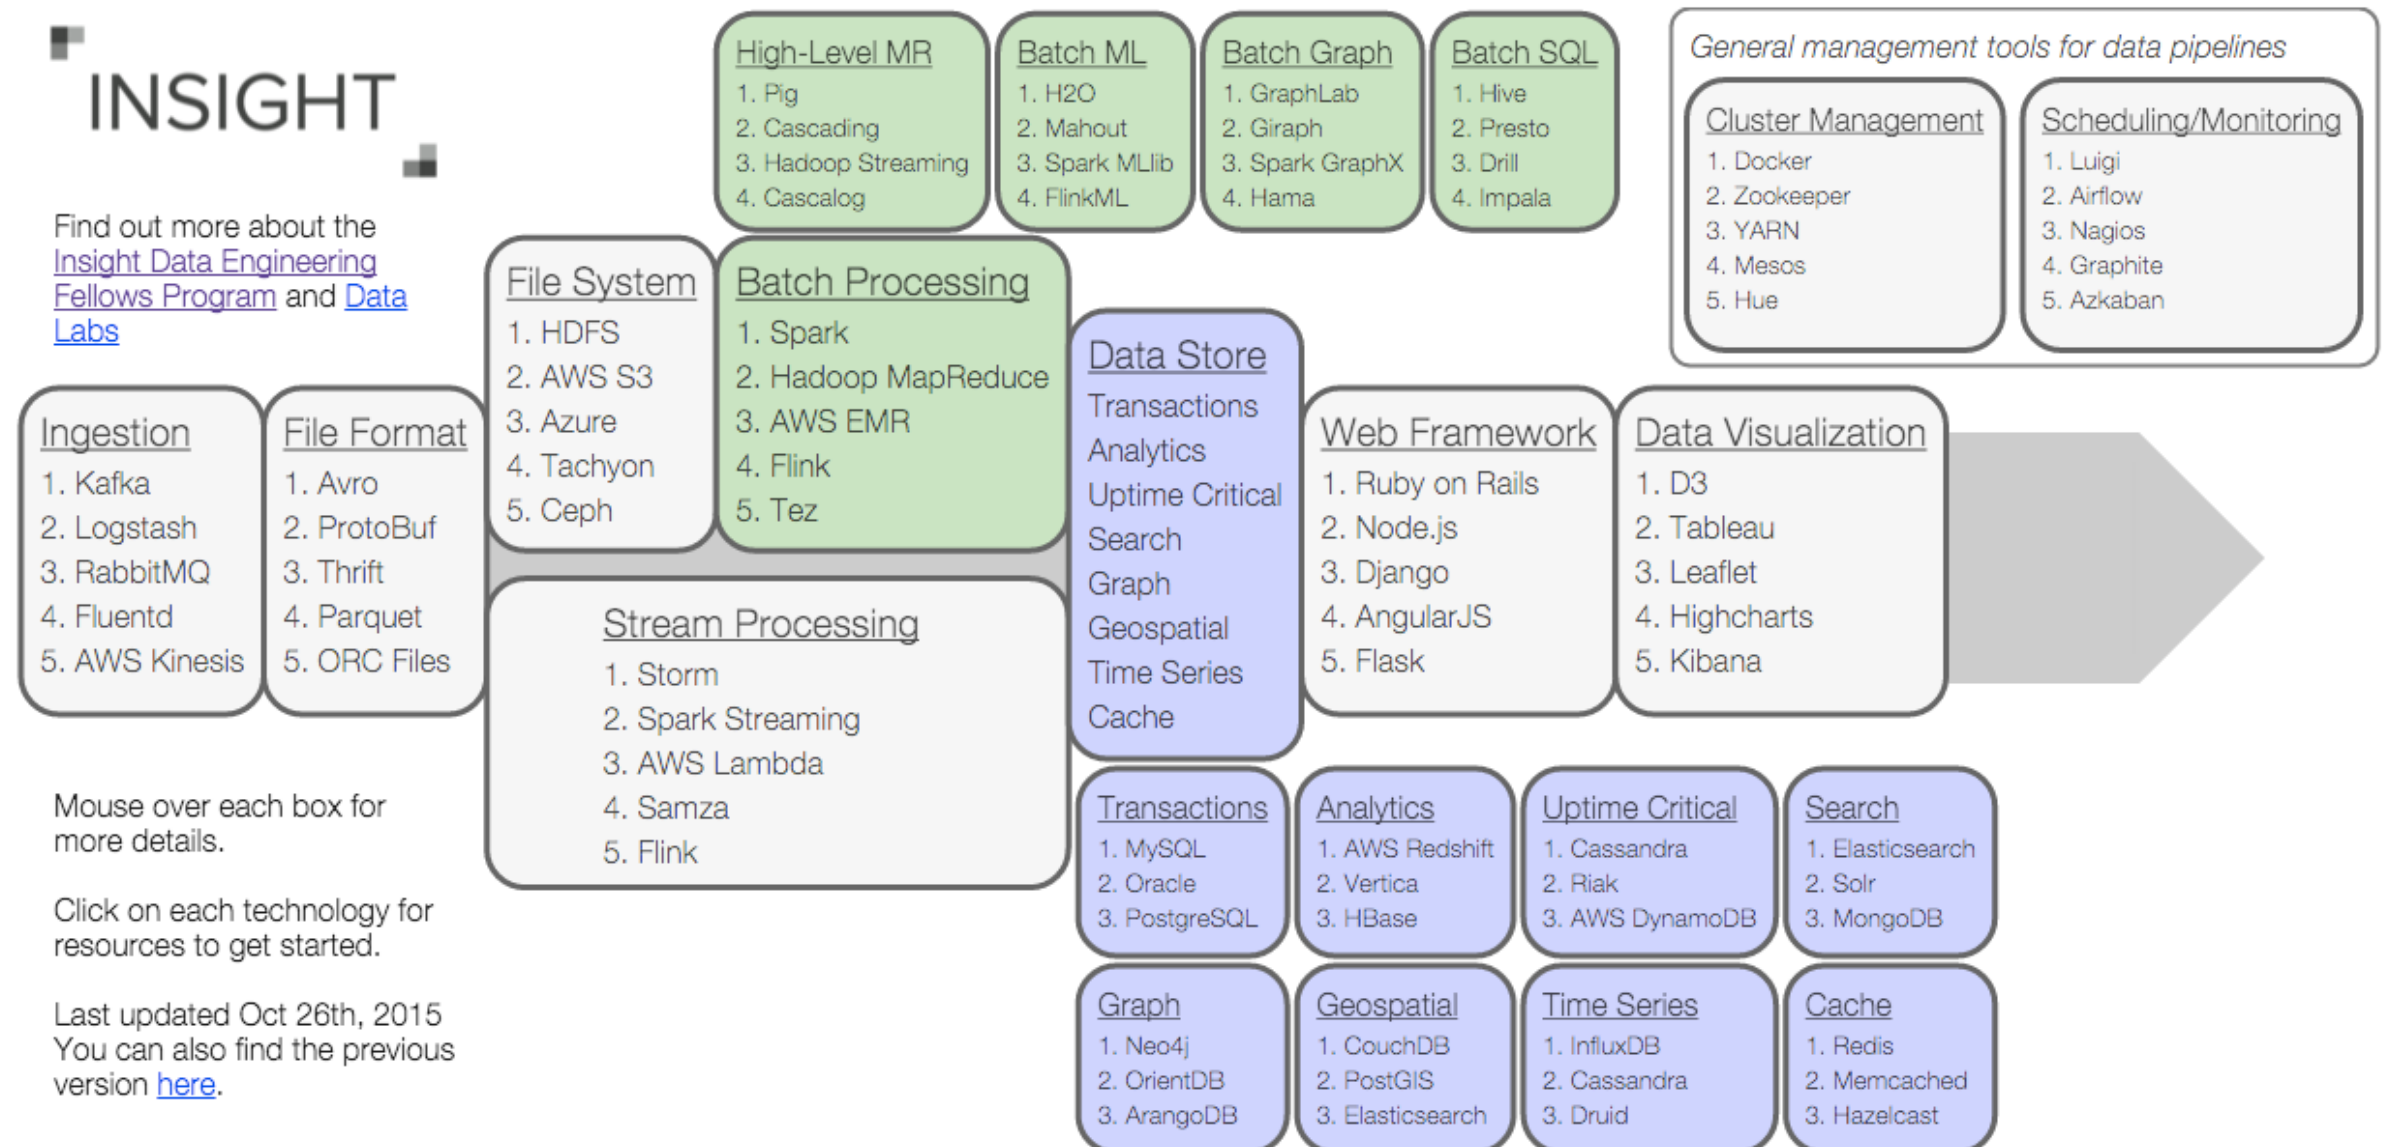 INSIGHT
Find out more about the
Insight Data Engineering
Fellows Program and Data
Labs
High-Level MR
1. Pig
2. Cascading
3. Hadoop Streaming
4. Cascalog
Batch ML
1. H2O
2. Mahout
3. Spark MLlib
4. FlinkML
Batch Graph
1. GraphLab
2. Giraph
3. Spark GraphX
4. Hama
Batch SQL
1. Hive
2. Presto
3. Drill
4. Impala
General management tools for data pipelines
Cluster Management
1. Docker
2. Zookeeper
3. YARN
4. Mesos
5. Hue
Scheduling/Monitoring
1. Luigi
2. Airflow
3. Nagios
4. Graphite
5. Azkaban
Ingestion
1. Kafka
2. Logstash
3. RabbitMQ
4. Fluentd
5. AWS Kinesis
File Format
1. Avro
2. ProtoBuf
3. Thrift
4. Parquet
5. ORC Files
File System
1. HDFS
2. AWS S3
3. Azure
4. Tachyon
5. Ceph
Batch Processing
1. Spark
2. Hadoop MapReduce
3. AWS EMR
4. Flink
5. Tez
Stream Processing
1. Storm
2. Spark Streaming
3. AWS Lambda
4. Samza
5. Flink
Data Store
Transactions
Analytics
Uptime Critical
Search
Graph
Geospatial
Time Series
Cache
Web Framework
1. Ruby on Rails
2. Node.js
3. Django
4. AngularJS
5. Flask
Data Visualization
1. D3
2. Tableau
3. Leaflet
4. Highcharts
5. Kibana
Mouse over each box for
more details.
Click on each technology for
resources to get started.
Last updated Oct 26th, 2015
You can also find the previous
version here.
Transactions
1. MySQL
2. Oracle
3. PostgreSQL
Analytics
1. AWS Redshift
2. Vertica
3. HBase
Uptime Critical
1. Cassandra
2. Riak
3. AWS DynamoDB
Search
1. Elasticsearch
2. Solr
3. MongoDB
Graph
1. Neo4j
2. OrientDB
3. ArangoDB
Geospatial
1. CouchDB
2. PostGIS
3. Elasticsearch
Time Series
1. InfluxDB
2. Cassandra
3. Druid
Cache
1. Redis
2. Memcached
3. Hazelcast